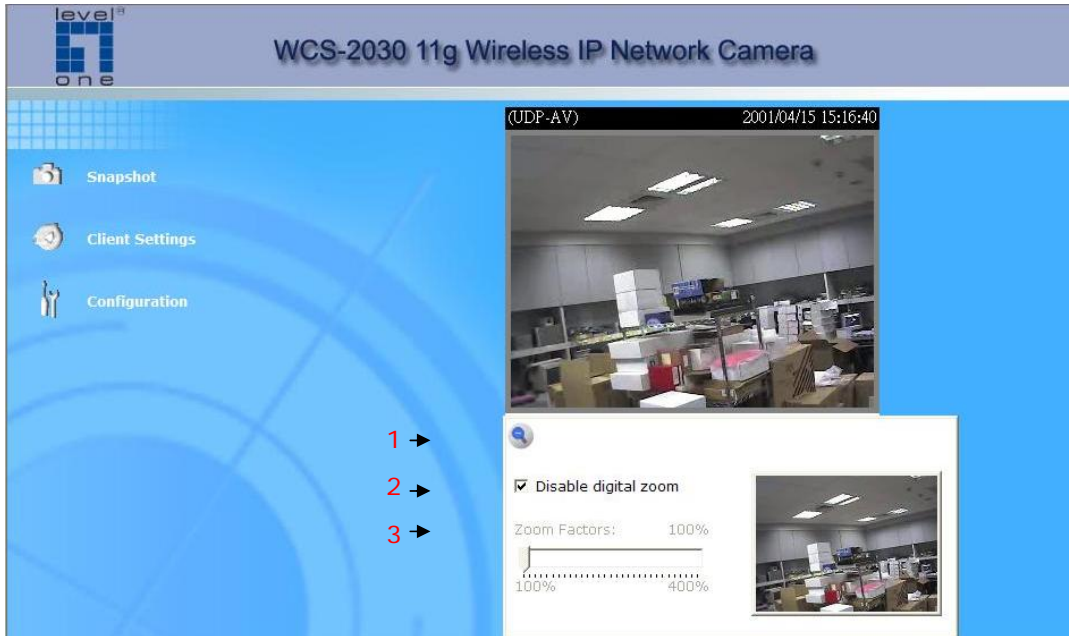 level®
one
WCS-2030 11g Wireless IP Network Camera
(UDP-AV) 2001/04/15 15:16:40
Snapshot
Client Settings
Configuration
1
2 Disable digital zoom
3 Zoom Factors: 100%
100% 400%